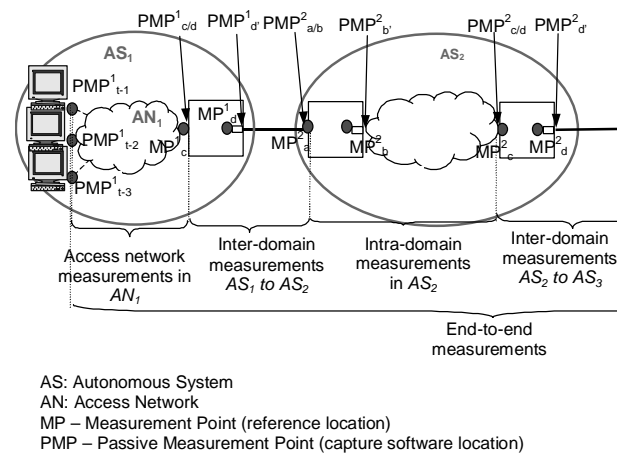 PMP¹c/d PMP¹d' PMP²a/b PMP²b' PMP²c/d PMP²d'
AS₁
AS₂
PMP¹t-1
AN₁
MP¹d
PMP¹t-2
MP¹c
MP²a
MP²b
MP²c
MP²d
PMP¹t-3
Access network
measurements in
AN₁
Inter-domain
measurements
AS₁ to AS₂
Intra-domain
measurements
in AS₂
Inter-domain
measurements
AS₂ to AS₃
End-to-end
measurements
AS: Autonomous System
AN: Access Network
MP – Measurement Point (reference location)
PMP – Passive Measurement Point (capture software location)